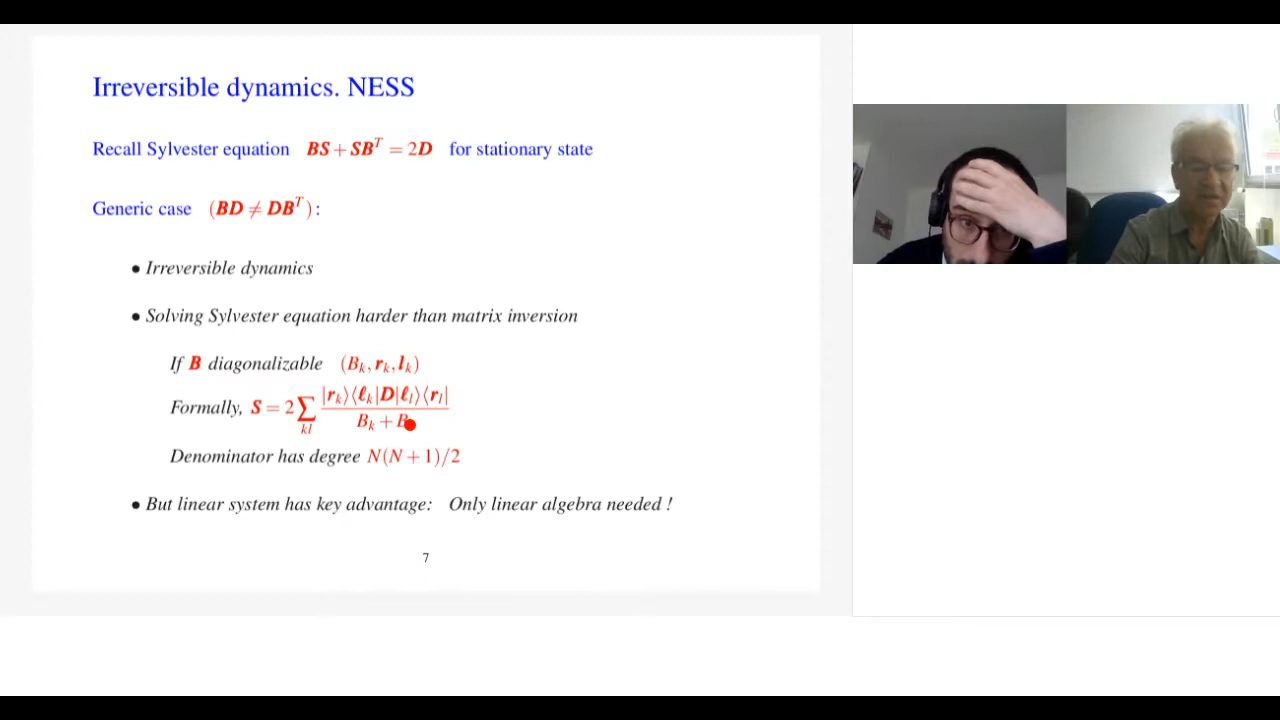 Irreversible dynamics. NESS
Recall Sylvester equation BS + SB^T = 2D for stationary state
Generic case (BD ≠ DB^T) :
• Irreversible dynamics
• Solving Sylvester equation harder than matrix inversion
If B diagonalizable (B_k, r_k, l_k)
Formally, S = 2 ∑_{kl} |r_k⟩⟨ℓ_k|D|ℓ_l⟩⟨r_l| / B_k + B
Denominator has degree N(N + 1)/2
• But linear system has key advantage: Only linear algebra needed !
7